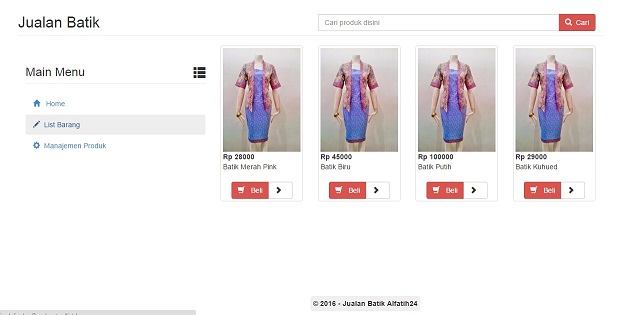 Jualan Batik
Cari produk disini
Cari
Main Menu
Home
List Barang
Manajemen Produk
Rp 28000
Batik Merah Pink
Beli
Rp 45000
Batik Biru
Beli
Rp 100000
Batik Putih
Beli
Rp 29000
Batik Kuhued
Beli
© 2016 - Jualan Batik Alfatih24